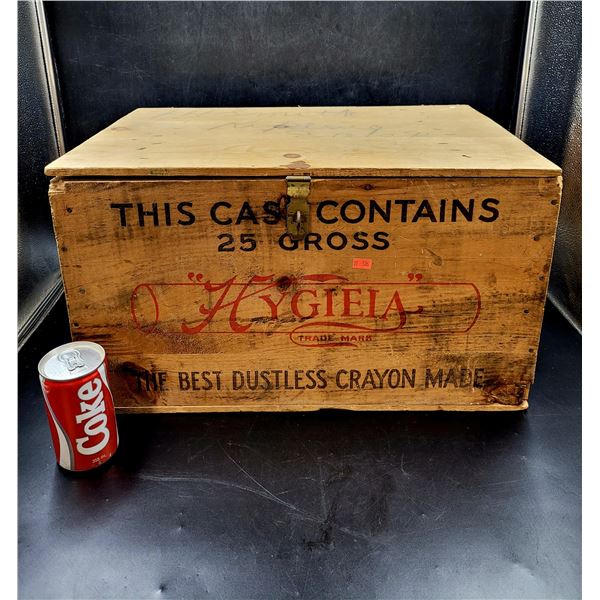 THIS CASE CONTAINS
25 GROSS
"HYGIEIA"
TRADE MARK
THE BEST DUSTLESS CRAYON MADE
Coke